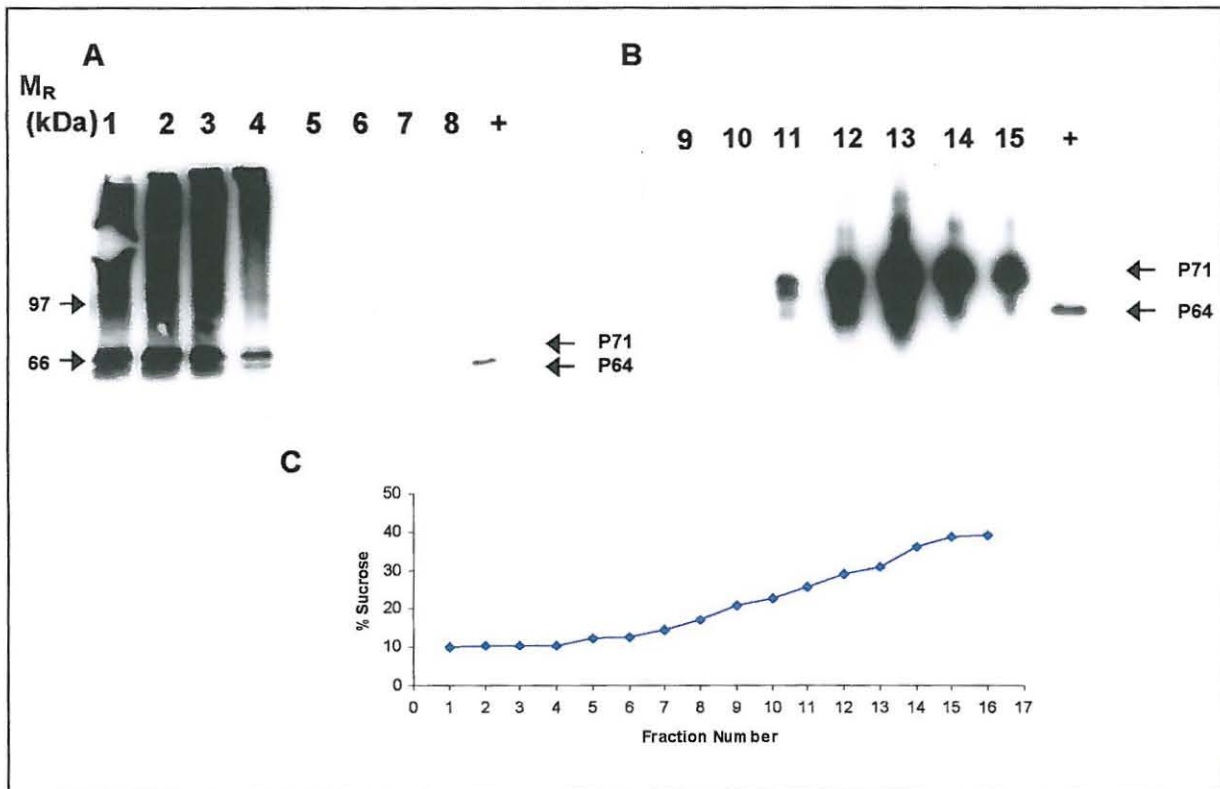 A
B
M_R
(kDa) 1 2 3 4 5 6 7 8 +
9 10 11 12 13 14 15 +
97
66
P71
P64
P71
P64
C
50
40
30
20
10
0
% Sucrose
0 1 2 3 4 5 6 7 8 9 10 11 12 13 14 15 16 17
Fraction Number